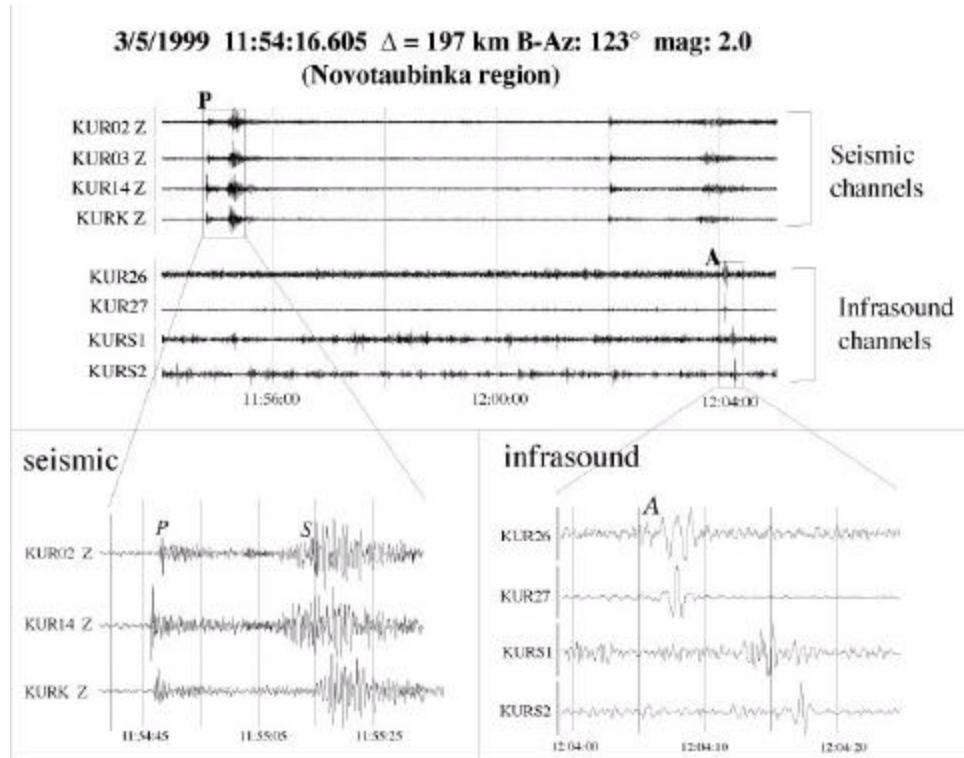 3/5/1999 11:54:16.605 Δ = 197 km B-Az: 123° mag: 2.0
(Novotaubinka region)
P
KUR02 Z
KUR03 Z
KUR14 Z
KURK Z
Seismic
channels
A
KUR26
KUR27
KURS1
KURS2
Infrasound
channels
11:56:00 12:00:00 12:04:00
seismic
P S
KUR02 Z
KUR14 Z
KURK Z
11:54:45 11:55:05 11:55:25
infrasound
A
KUR26
KUR27
KURS1
KURS2
12:04:00 12:04:10 12:04:20